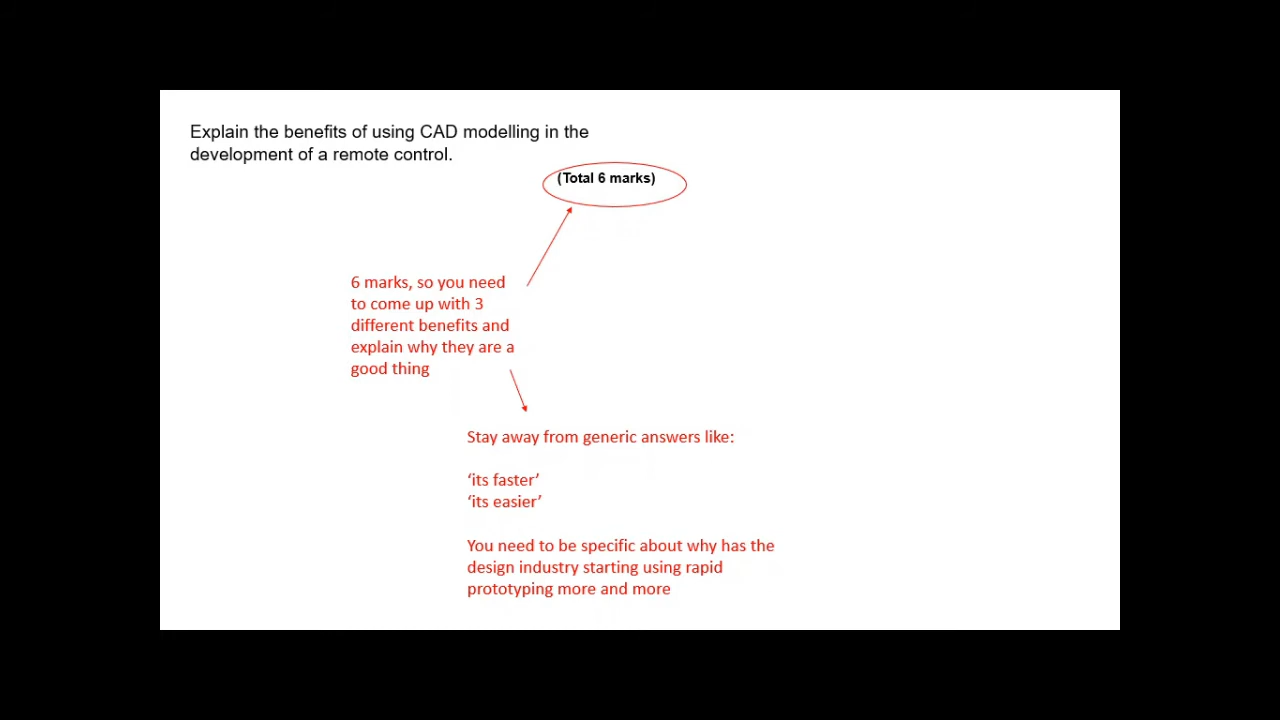 Explain the benefits of using CAD modelling in the
development of a remote control.
(Total 6 marks)
6 marks, so you need
to come up with 3
different benefits and
explain why they are a
good thing
Stay away from generic answers like:
‘its faster’
‘its easier’
You need to be specific about why has the
design industry starting using rapid
prototyping more and more